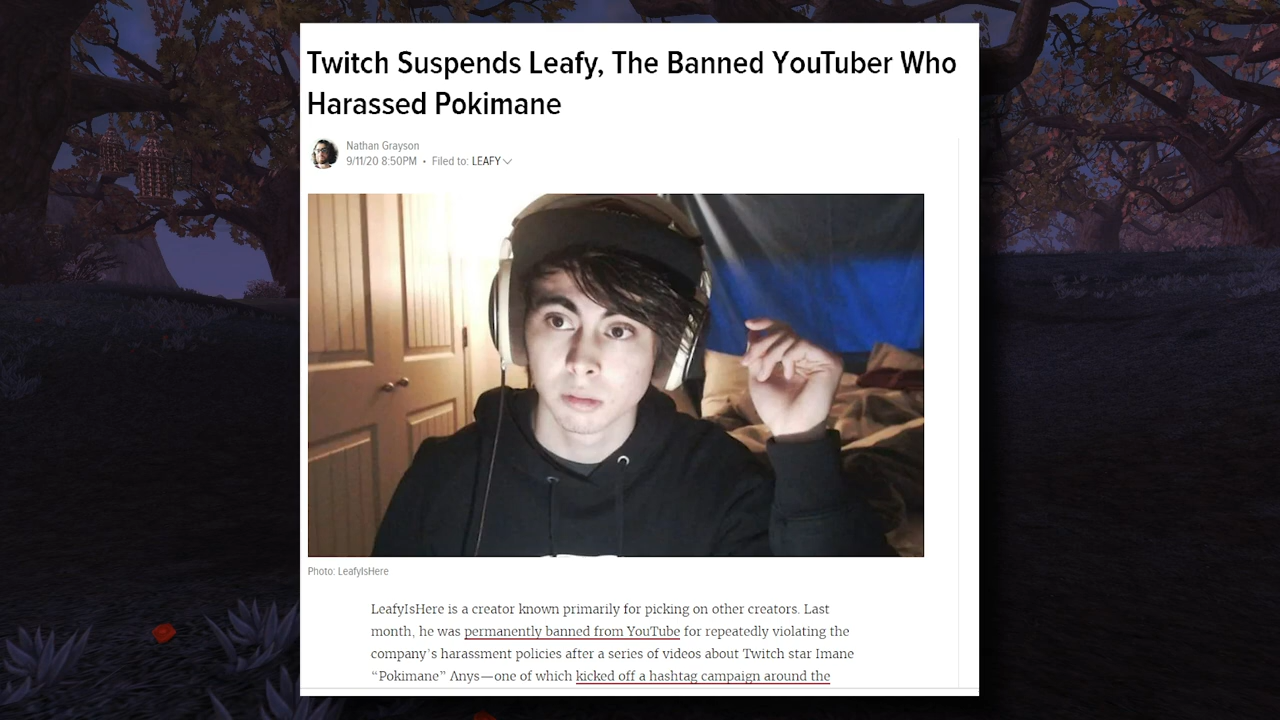 Twitch Suspends Leafy, The Banned YouTuber Who
Harassed Pokimane
Nathan Grayson
9/11/20 8:50PM • Filed to: LEAFY
Photo: LeafyIsHere
LeafyIsHere is a creator known primarily for picking on other creators. Last
month, he was permanently banned from YouTube for repeatedly violating the
company’s harassment policies after a series of videos about Twitch star Imane
“Pokimane” Anys—one of which kicked off a hashtag campaign around the